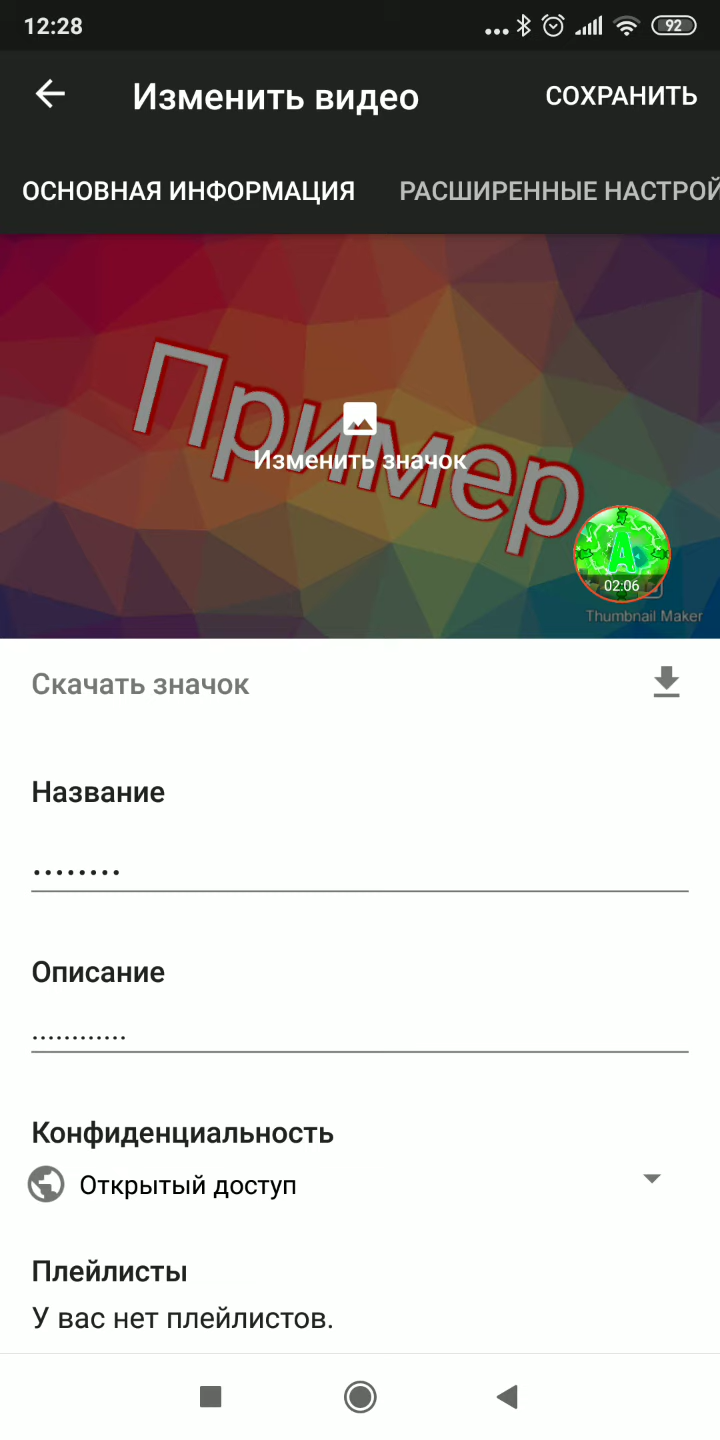 12:28
92
Изменить видео
СОХРАНИТЬ
ОСНОВНАЯ ИНФОРМАЦИЯ
РАСШИРЕННЫЕ НАСТРОЙ
Пример
Изменить значок
A
02:06
Thumbnail Maker
Скачать значок
Название
........
Описание
............
Конфиденциальность
Открытый доступ
Плейлисты
У вас нет плейлистов.